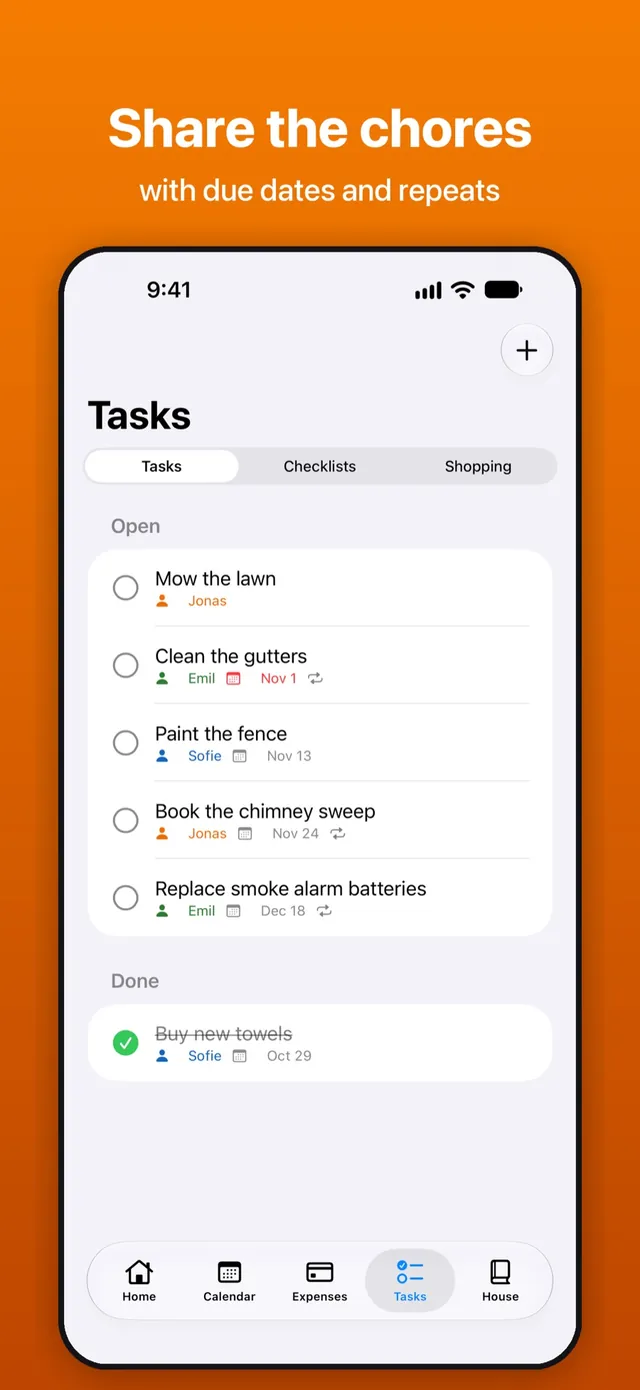 Share the chores
with due dates and repeats
9:41
Tasks
Tasks Checklists Shopping
Open
Mow the lawn
Jonas
Clean the gutters
Emil Nov 1
Paint the fence
Sofie Nov 13
Book the chimney sweep
Jonas Nov 24
Replace smoke alarm batteries
Emil Dec 18
Done
Buy new towels
Sofie Oct 29
Home Calendar Expenses Tasks House